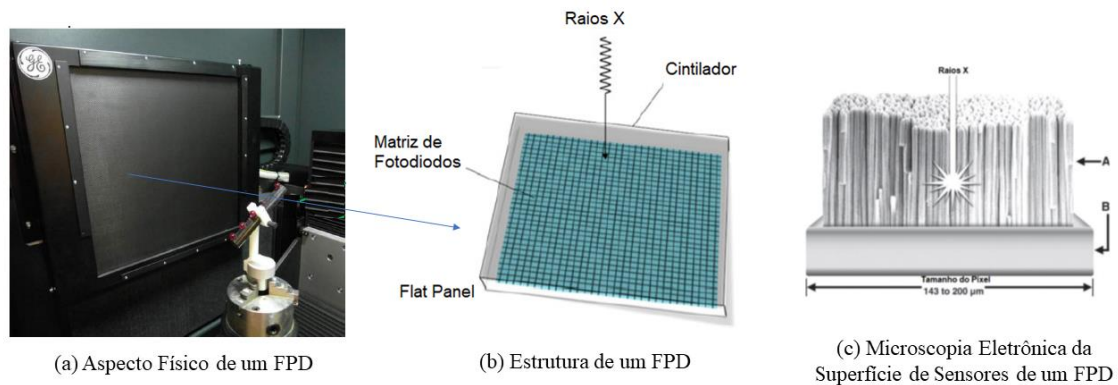 GE
Raios X
Cintilador
Matriz de
Fotodiodos
Flat Panel
Raios X
A
B
Tamanho do Pixel
143 to 200 µm
(a) Aspecto Físico de um FPD
(b) Estrutura de um FPD
(c) Microscopia Eletrônica da
Superfície de Sensores de um FPD